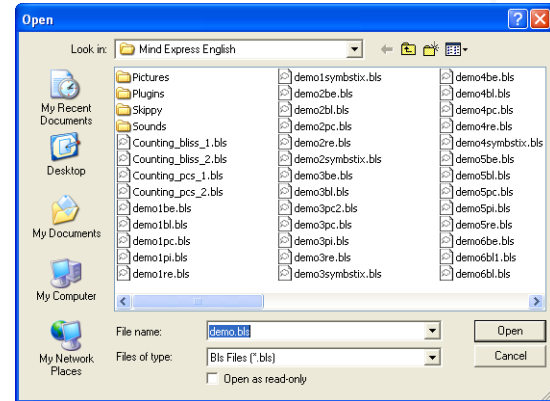 Open
Look in: Mind Express English
My Recent
Documents
Desktop
My Documents
My Computer
My Network
Places
Pictures
Plugins
Skippy
Sounds
Counting_bliss_1.bls
Counting_bliss_2.bls
Counting_pcs_1.bls
Counting_pcs_2.bls
demo1be.bls
demo1bl.bls
demo1pc.bls
demo1pi.bls
demo1re.bls
demo1symbstix.bls
demo2be.bls
demo2bl.bls
demo2pc.bls
demo2re.bls
demo2symbstix.bls
demo3be.bls
demo3bl.bls
demo3pc2.bls
demo3pc.bls
demo3pi.bls
demo3re.bls
demo3symbstix.bls
demo4be.bls
demo4bl.bls
demo4pc.bls
demo4re.bls
demo4symbstix.bls
demo5be.bls
demo5bl.bls
demo5pc.bls
demo5pi.bls
demo5re.bls
demo6be.bls
demo6bl1.bls
demo6bl.bls
File name: demo.bls Open
Files of type: Bls Files (*.bls) Cancel
Open as read-only